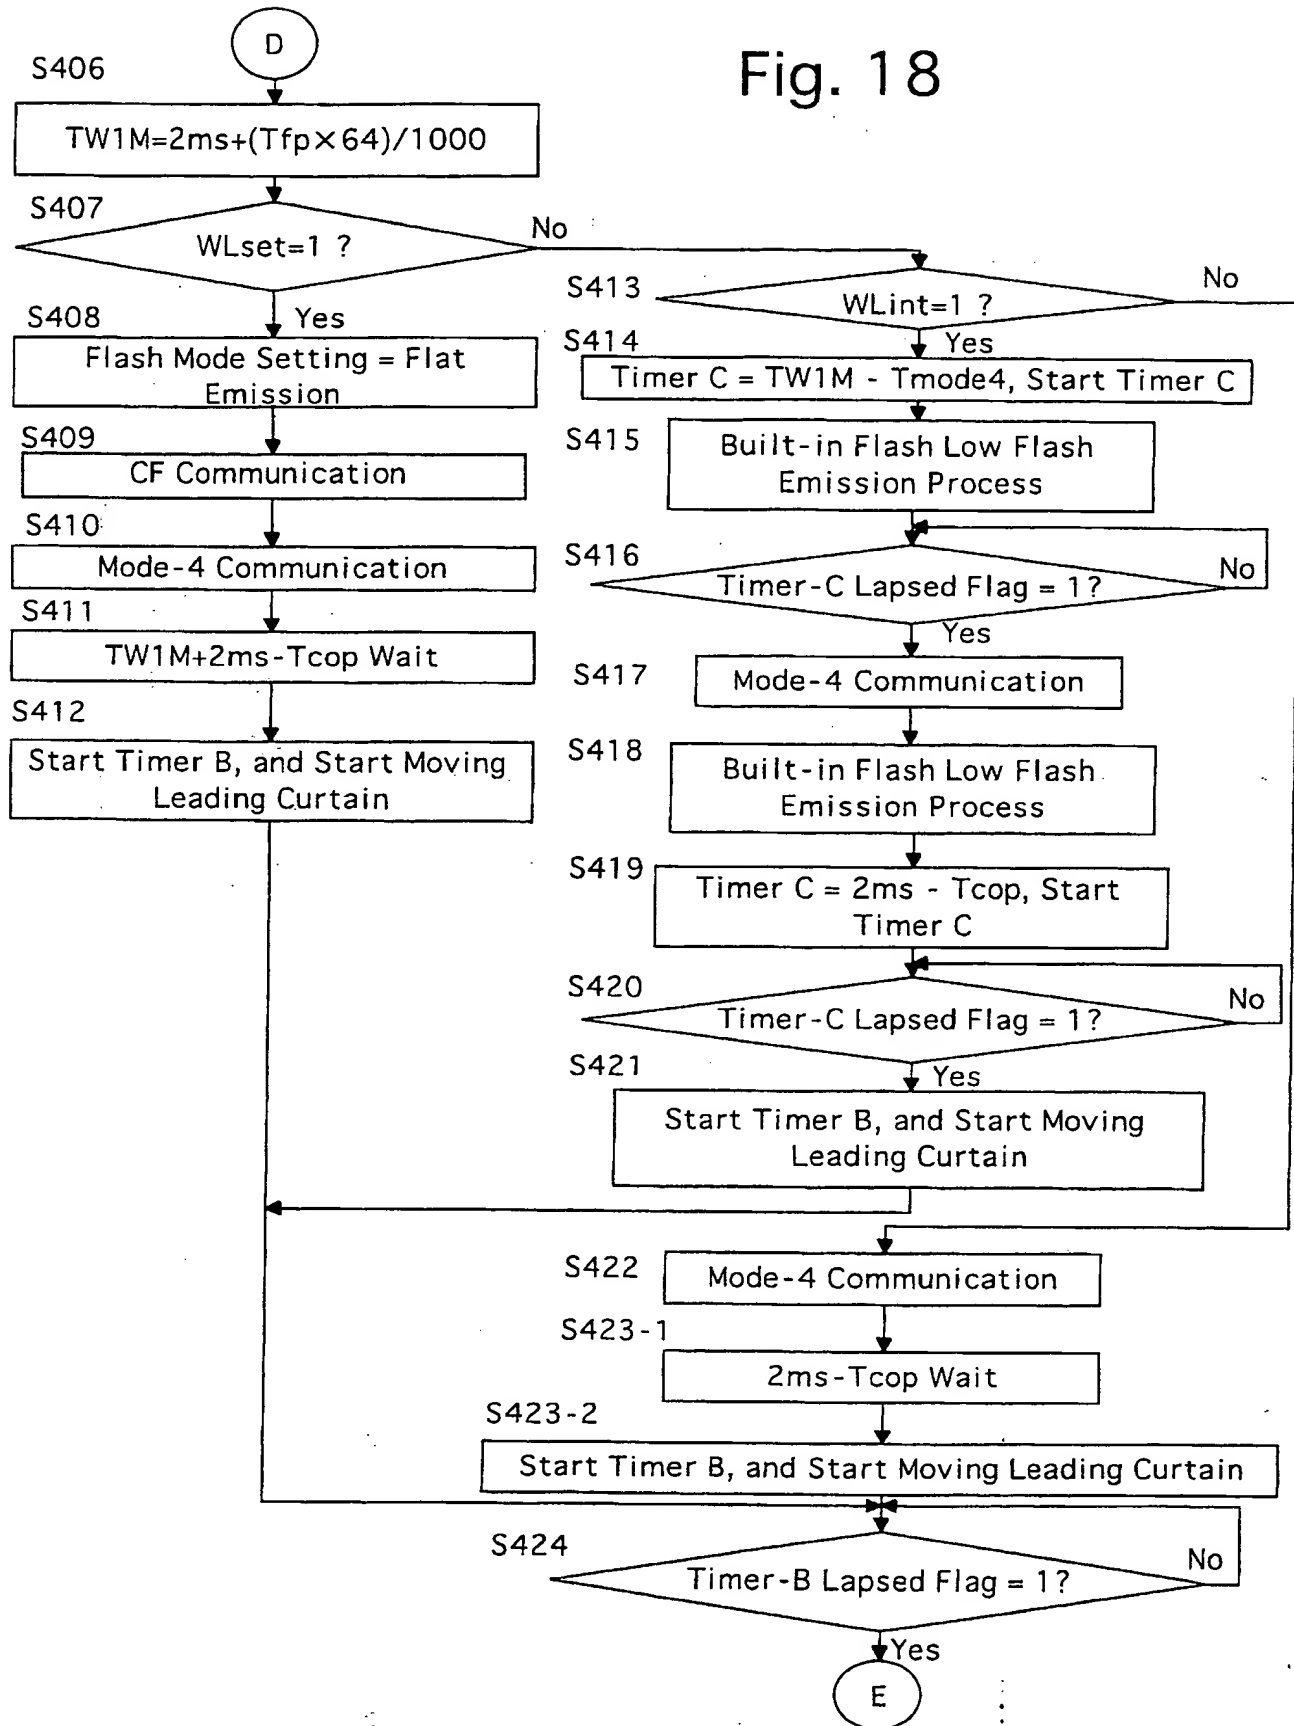 Fig. 18
D
S406
TW1M=2ms+(Tfp×64)/1000
S407
WLset=1 ?
No
Yes
S408
Flash Mode Setting = Flat
Emission
S409
CF Communication
S410
Mode-4 Communication
S411
TW1M+2ms-Tcop Wait
S412
Start Timer B, and Start Moving
Leading Curtain
S413
WLint=1 ?
No
Yes
S414
Timer C = TW1M - Tmode4, Start Timer C
S415
Built-in Flash Low Flash
Emission Process
S416
Timer-C Lapsed Flag = 1?
No
Yes
S417
Mode-4 Communication
S418
Built-in Flash Low Flash
Emission Process
S419
Timer C = 2ms - Tcop, Start
Timer C
S420
Timer-C Lapsed Flag = 1?
No
Yes
S421
Start Timer B, and Start Moving
Leading Curtain
S422
Mode-4 Communication
S423-1
2ms-Tcop Wait
S423-2
Start Timer B, and Start Moving Leading Curtain
S424
Timer-B Lapsed Flag = 1?
No
Yes
E